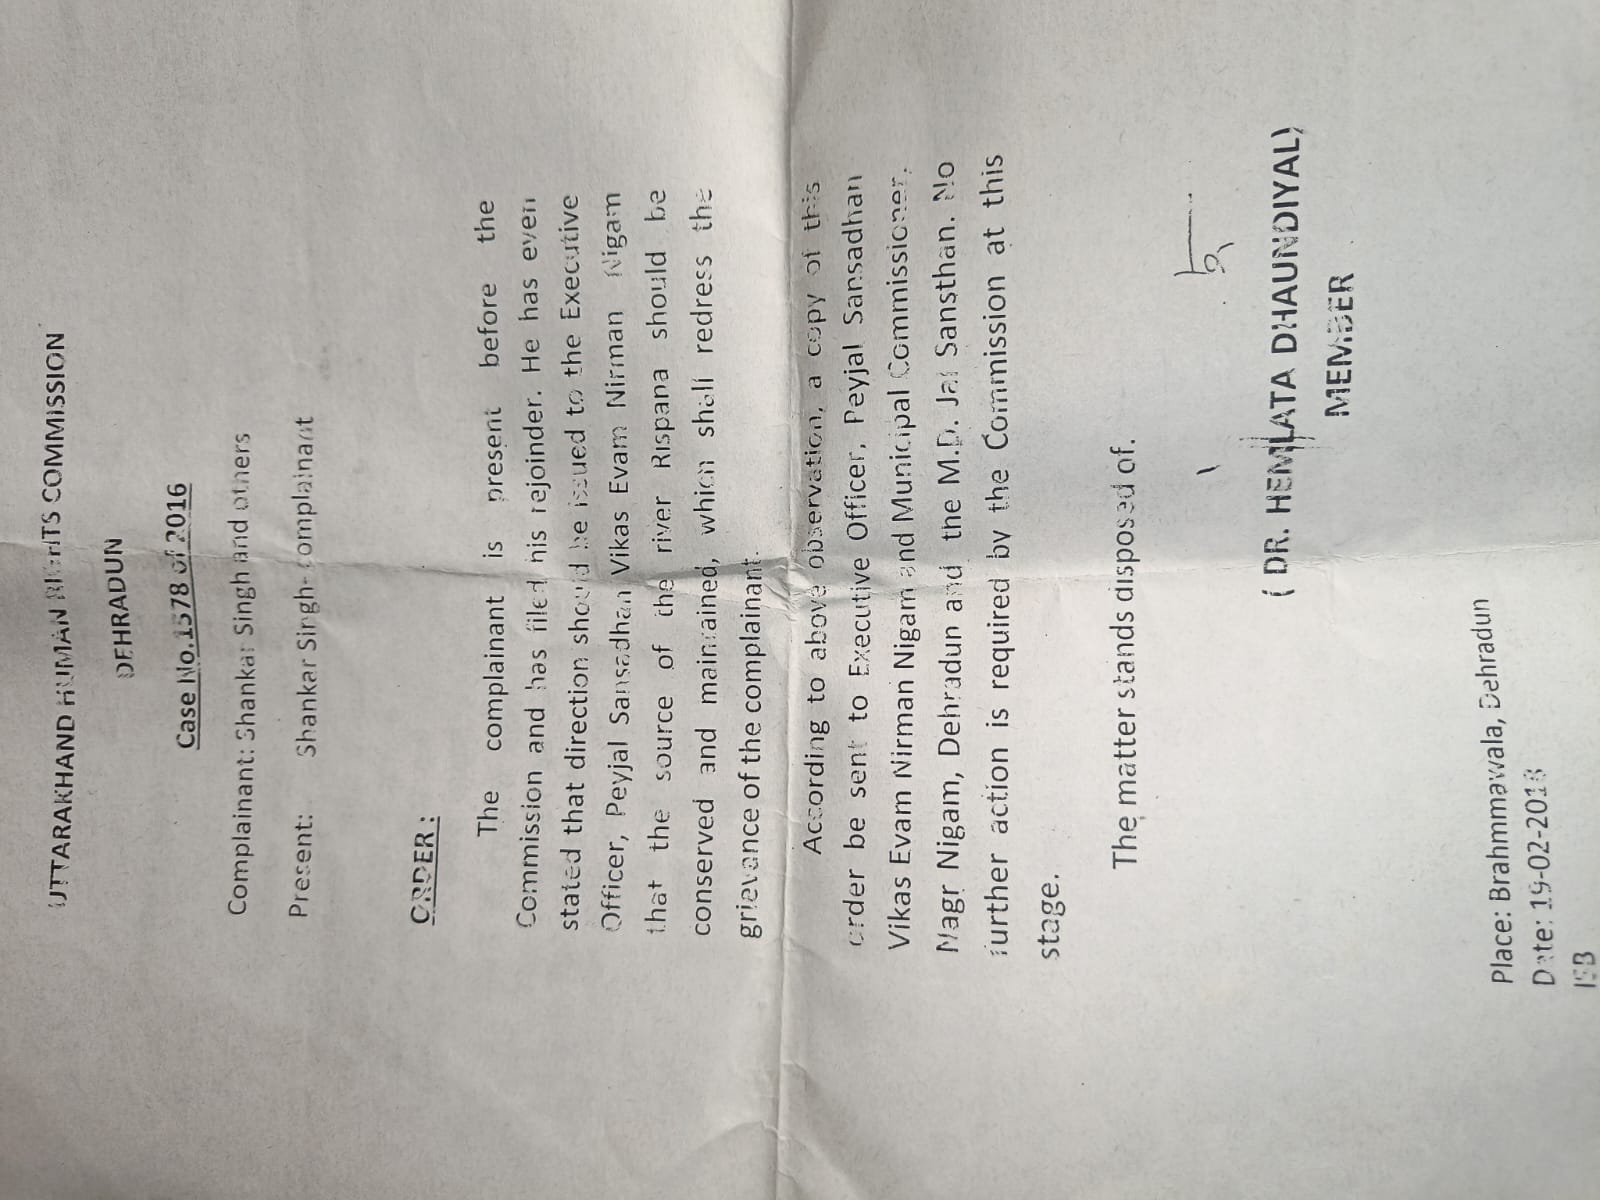 UTTARAKHAND HUMAN RIGHTS COMMISSION
DEHRADUN
Case No.1578 of 2016
Complainant: Shankar Singh and others
Present: Shankar Singh- complainant
ORDER:
The complainant is present before the
Commission and has filed his rejoinder. He has even
stated that direction should be issued to the Executive
Officer, Peyjal Sansadhan Vikas Evam Nirman Nigam
that the source of the river Rispana should be
conserved and maintained, which shall redress the
grievance of the complainant.
According to above observation, a copy of this
order be sent to Executive Officer, Peyjal Sansadhan
Vikas Evam Nirman Nigam and Municipal Commissioner,
Nagr Nigam, Dehradun and the M.D. Jal Sansthan. No
further action is required by the Commission at this
stage.
The matter stands disposed of.
( DR. HEMLATA DHAUNDIYAL)
MEMBER
Place: Brahmmawala, Dehradun
Date: 19-02-2018